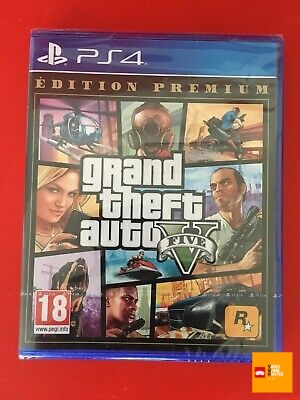 PS4
ÉDITION PREMIUM
grand
theft
auto
V
FIVE
18
www.pegi.info
R